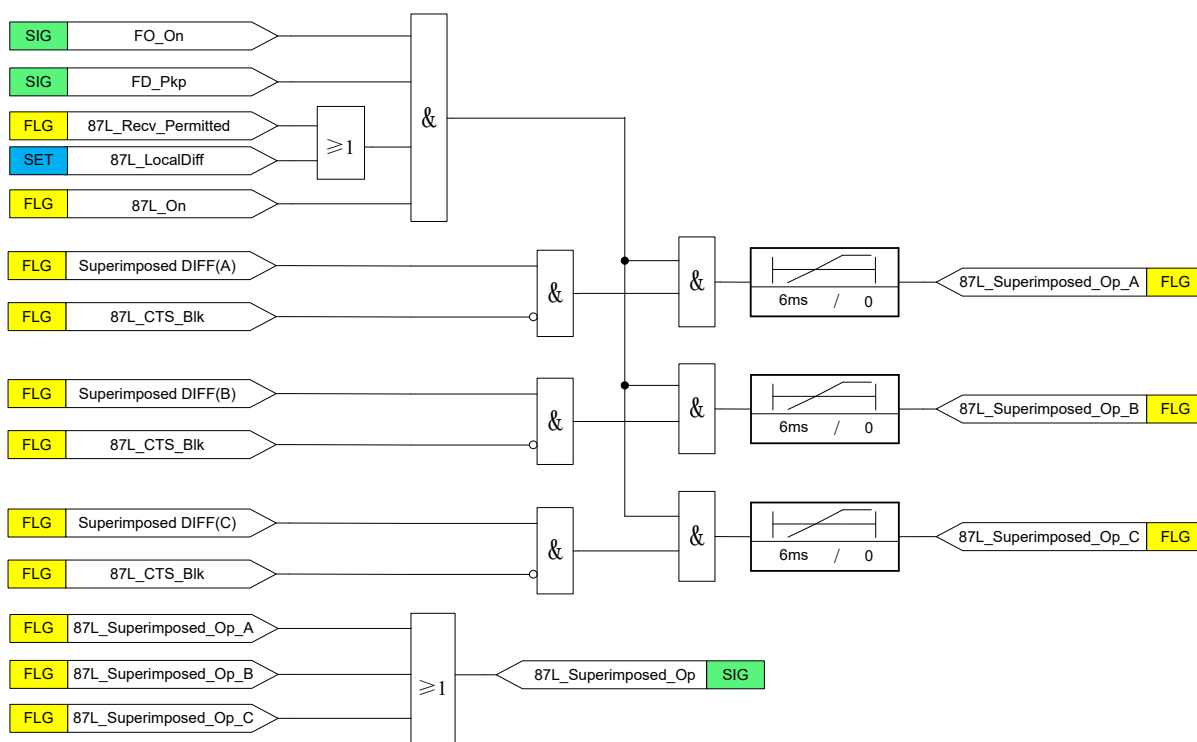 SIG FO_On
SIG FD_Pkp
FLG 87L_Recv_Permitted
SET 87L_LocalDiff
≥1
&
FLG 87L_On
FLG Superimposed DIFF(A)
FLG 87L_CTS_Blk
&
&
6ms / 0
87L_Superimposed_Op_A FLG
FLG Superimposed DIFF(B)
FLG 87L_CTS_Blk
&
&
6ms / 0
87L_Superimposed_Op_B FLG
FLG Superimposed DIFF(C)
FLG 87L_CTS_Blk
&
&
6ms / 0
87L_Superimposed_Op_C FLG
FLG 87L_Superimposed_Op_A
FLG 87L_Superimposed_Op_B
FLG 87L_Superimposed_Op_C
≥1
87L_Superimposed_Op SIG